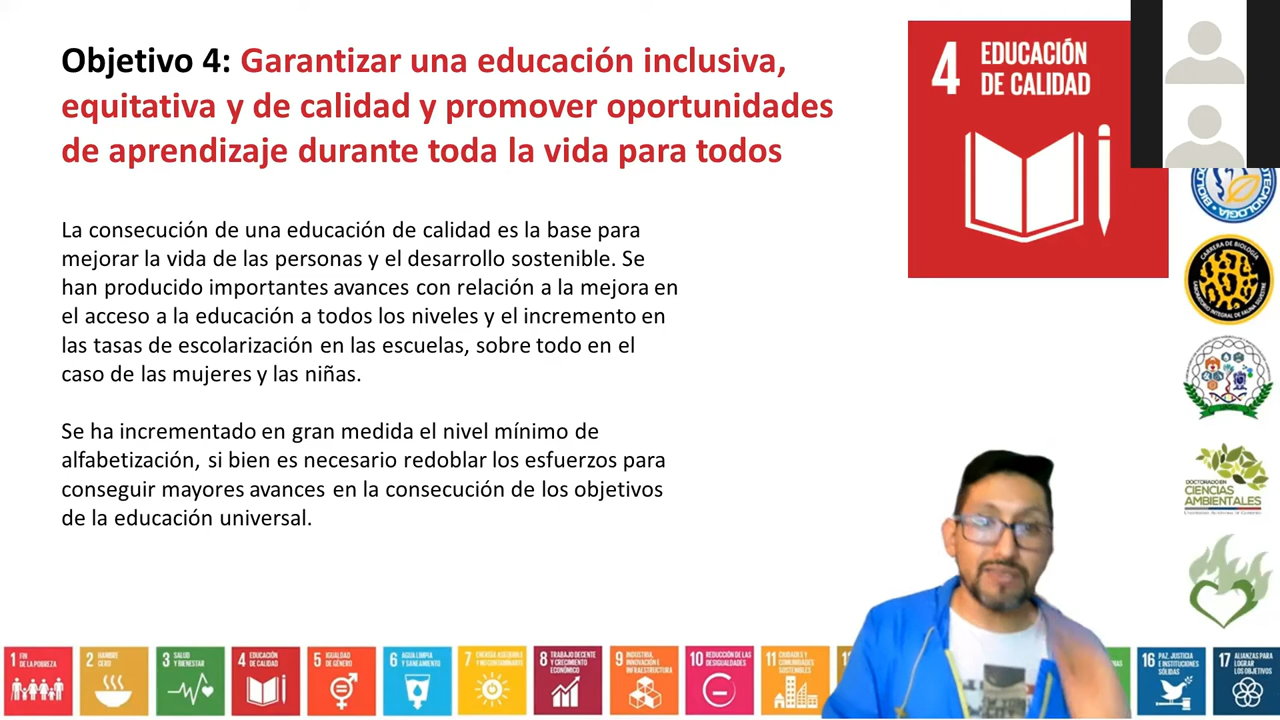 Objetivo 4: Garantizar una educación inclusiva,
equitativa y de calidad y promover oportunidades
de aprendizaje durante toda la vida para todos
La consecución de una educación de calidad es la base para
mejorar la vida de las personas y el desarrollo sostenible. Se
han producido importantes avances con relación a la mejora en
el acceso a la educación a todos los niveles y el incremento en
las tasas de escolarización en las escuelas, sobre todo en el
caso de las mujeres y las niñas.
Se ha incrementado en gran medida el nivel mínimo de
alfabetización, si bien es necesario redoblar los esfuerzos para
conseguir mayores avances en la consecución de los objetivos
de la educación universal.
4 EDUCACIÓN
DE CALIDAD
CARRERA DE BIOLOGÍA
LABORATORIO INTEGRAL DE FAUNA SILVESTRE
DOCTORADO EN
CIENCIAS
AMBIENTALES
1 FIN
DE LA POBREZA
2 HAMBRE
CERO
3 SALUD
Y BIENESTAR
4 EDUCACIÓN
DE CALIDAD
5 IGUALDAD
DE GÉNERO
6 AGUA LIMPIA
Y SANEAMIENTO
7 ENERGÍA ASEQUIBLE
Y NO CONTAMINANTE
8 TRABAJO DECENTE
Y CRECIMIENTO
ECONÓMICO
9 INDUSTRIA,
INNOVACIÓN E
INFRAESTRUCTURA
10 REDUCCIÓN DE LAS
DESIGUALDADES
11 CIUDADES Y
COMUNIDADES
SOSTENIBLES
16 PAZ, JUSTICIA
E INSTITUCIONES
SÓLIDAS
17 ALIANZAS PARA
LOGRAR
LOS OBJETIVOS